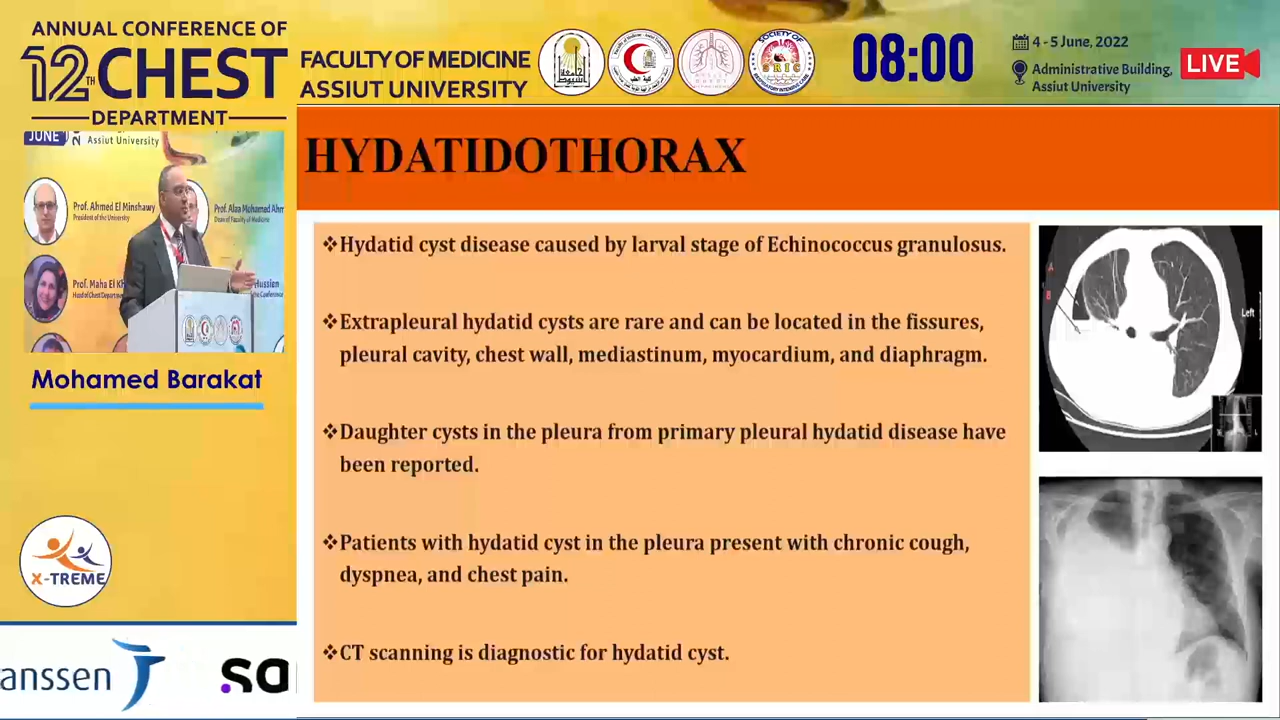 ANNUAL CONFERENCE OF
12TH CHEST
DEPARTMENT
FACULTY OF MEDICINE
ASSIUT UNIVERSITY
08:00
4 - 5 June, 2022
Administrative Building,
Assiut University
LIVE
JUNE
Assiut University
Prof. Ahmed El Minshawy
President of the University
Prof. Alaa Mohamed
Dean of Faculty of Medicine
Prof. Maha El
Mohamed Barakat
X-TREME
anssen
sa
HYDATIDOTHORAX
❖Hydatid cyst disease caused by larval stage of Echinococcus granulosus.
❖Extrapleural hydatid cysts are rare and can be located in the fissures,
pleural cavity, chest wall, mediastinum, myocardium, and diaphragm.
❖Daughter cysts in the pleura from primary pleural hydatid disease have
been reported.
❖Patients with hydatid cyst in the pleura present with chronic cough,
dyspnea, and chest pain.
❖CT scanning is diagnostic for hydatid cyst.
Left